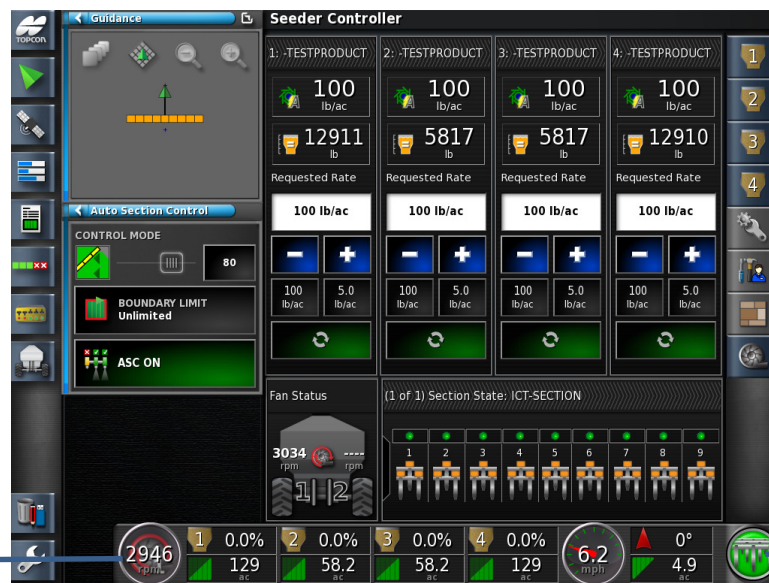 Guidance
Seeder Controller
TOPCON
1: -TESTPRODUCT
2: -TESTPRODUCT
3: -TESTPRODUCT
4: -TESTPRODUCT
100
lb/ac
100
lb/ac
100
lb/ac
100
lb/ac
12911
lb
5817
lb
5817
lb
12910
lb
Requested Rate
Requested Rate
Requested Rate
Requested Rate
100 lb/ac
100 lb/ac
100 lb/ac
100 lb/ac
100
lb/ac
5.0
lb/ac
100
lb/ac
5.0
lb/ac
100
lb/ac
5.0
lb/ac
100
lb/ac
5.0
lb/ac
Auto Section Control
CONTROL MODE
80
BOUNDARY LIMIT
Unlimited
ASC ON
1
2
3
4
Fan Status
3034
rpm
----
rpm
1 2
(1 of 1) Section State: ICT-SECTION
1 2 3 4 5 6 7 8 9
2946
rpm
1 0.0%
129
ac
2 0.0%
58.2
ac
3 0.0%
58.2
ac
4 0.0%
129
ac
6.2
mph
0°
4.9
ac